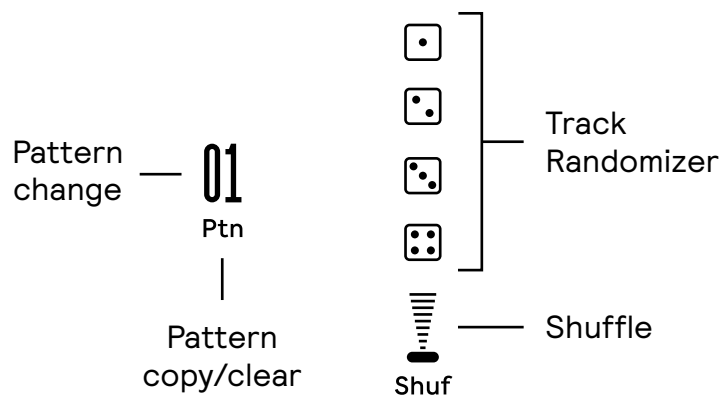 Pattern
change
01
Ptn
Pattern
copy/clear
Track
Randomizer
Shuffle
Shuf